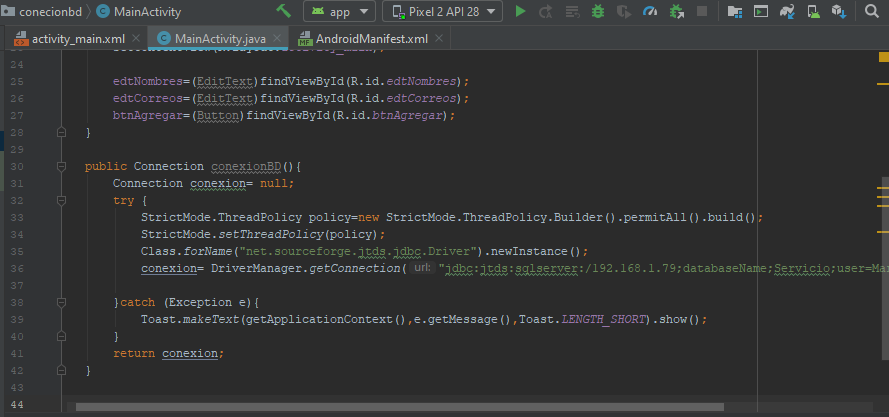 conecionbd MainActivity app Pixel 2 API 28
activity_main.xml MainActivity.java AndroidManifest.xml
24
25 edtNombres=(EditText)findViewById(R.id.edtNombres);
26 edtCorreos=(EditText)findViewById(R.id.edtCorreos);
27 btnAgregar=(Button)findViewById(R.id.btnAgregar);
28 }
29
30 public Connection conexionBD(){
31 Connection conexion= null;
32 try {
33 StrictMode.ThreadPolicy policy=new StrictMode.ThreadPolicy.Builder().permitAll().build();
34 StrictMode.setThreadPolicy(policy);
35 Class.forName("net.sourceforge.jtds.jdbc.Driver").newInstance();
36 conexion= DriverManager.getConnection( url: "jdbc:jtds:sqlserver:/192.168.1.79;databaseName;Servicio;user=Ma
37
38 }catch (Exception e){
39 Toast.makeText(getApplicationContext(),e.getMessage(),Toast.LENGTH_SHORT).show();
40 }
41 return conexion;
42 }
43
44